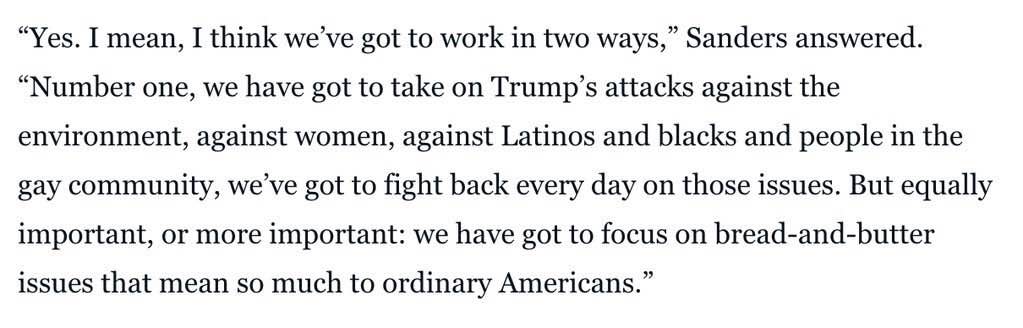 “Yes. I mean, I think we’ve got to work in two ways,” Sanders answered.
“Number one, we have got to take on Trump’s attacks against the
environment, against women, against Latinos and blacks and people in the
gay community, we’ve got to fight back every day on those issues. But equally
important, or more important: we have got to focus on bread-and-butter
issues that mean so much to ordinary Americans.”